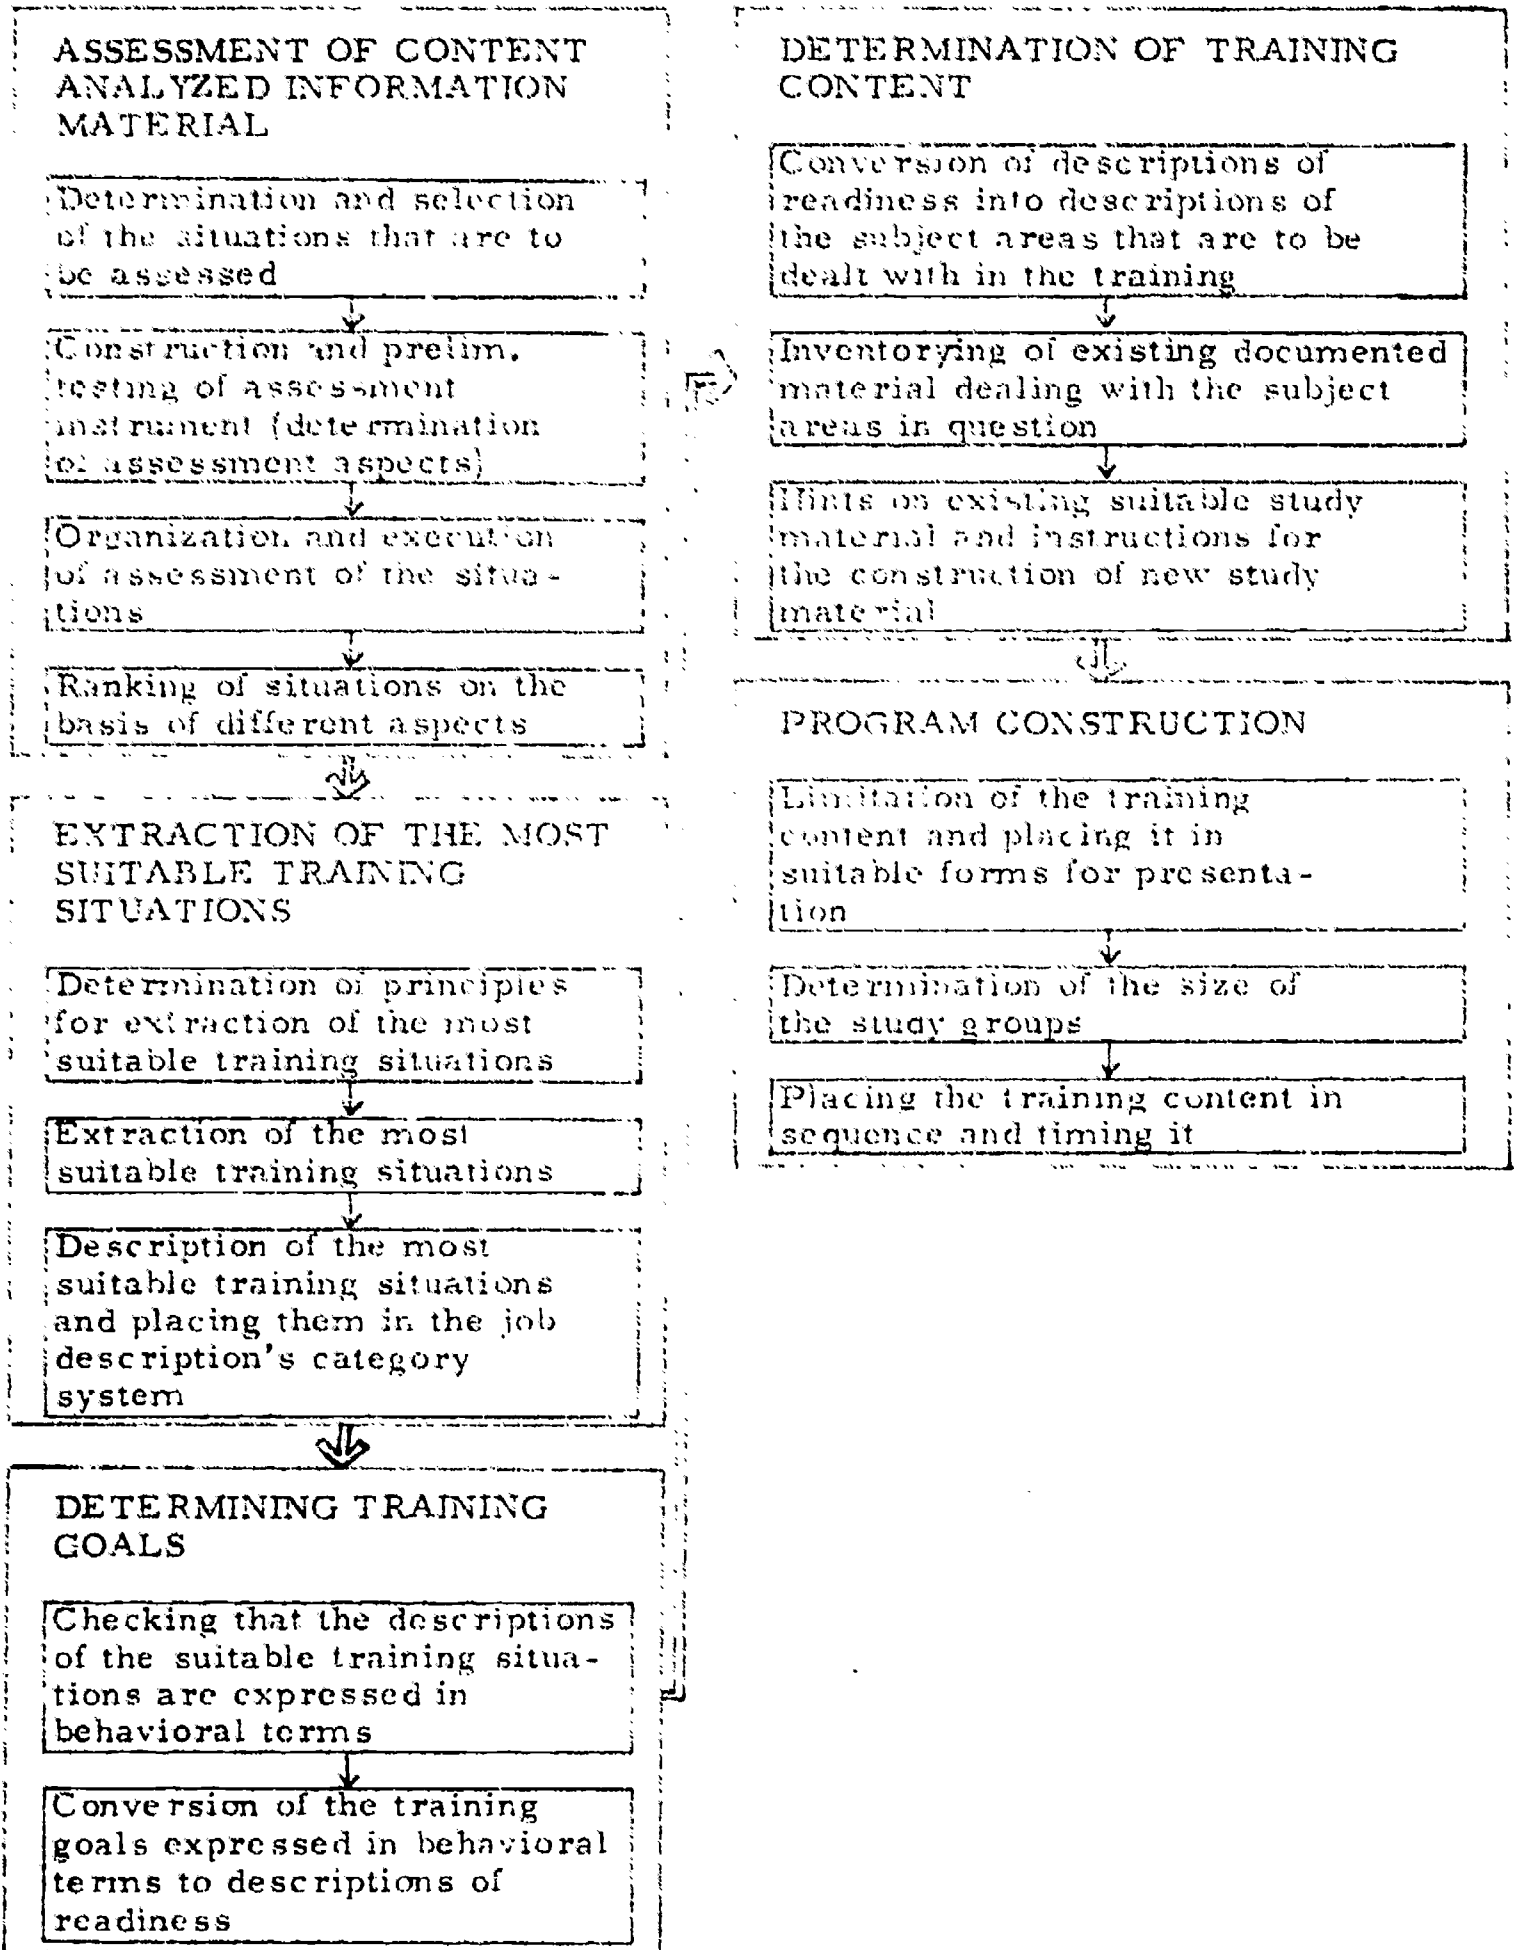 ASSESSMENT OF CONTENT
ANALYZED INFORMATION
MATERIAL
Determination and selection
of the situations that are to
be assessed
Construction and prelim.
testing of assessment
instrument (determination
of assessment aspects)
Organization and execution
of assessment of the situa-
tions
Ranking of situations on the
basis of different aspects
EXTRACTION OF THE MOST
SUITABLE TRAINING
SITUATIONS
Determination of principles
for extraction of the most
suitable training situations
Extraction of the most
suitable training situations
Description of the most
suitable training situations
and placing them in the job
description's category
system
DETERMINING TRAINING
GOALS
Checking that the descriptions
of the suitable training situa-
tions are expressed in
behavioral terms
Conversion of the training
goals expressed in behavioral
terms to descriptions of
readiness
DETERMINATION OF TRAINING
CONTENT
Conversion of descriptions of
readiness into descriptions of
the subject areas that are to be
dealt with in the training
Inventorying of existing documented
material dealing with the subject
areas in question
Hints on existing suitable study
material and instructions for
the construction of new study
material
PROGRAM CONSTRUCTION
Limitation of the training
content and placing it in
suitable forms for presenta-
tion
Determination of the size of
the study groups
Placing the training content in
sequence and timing it